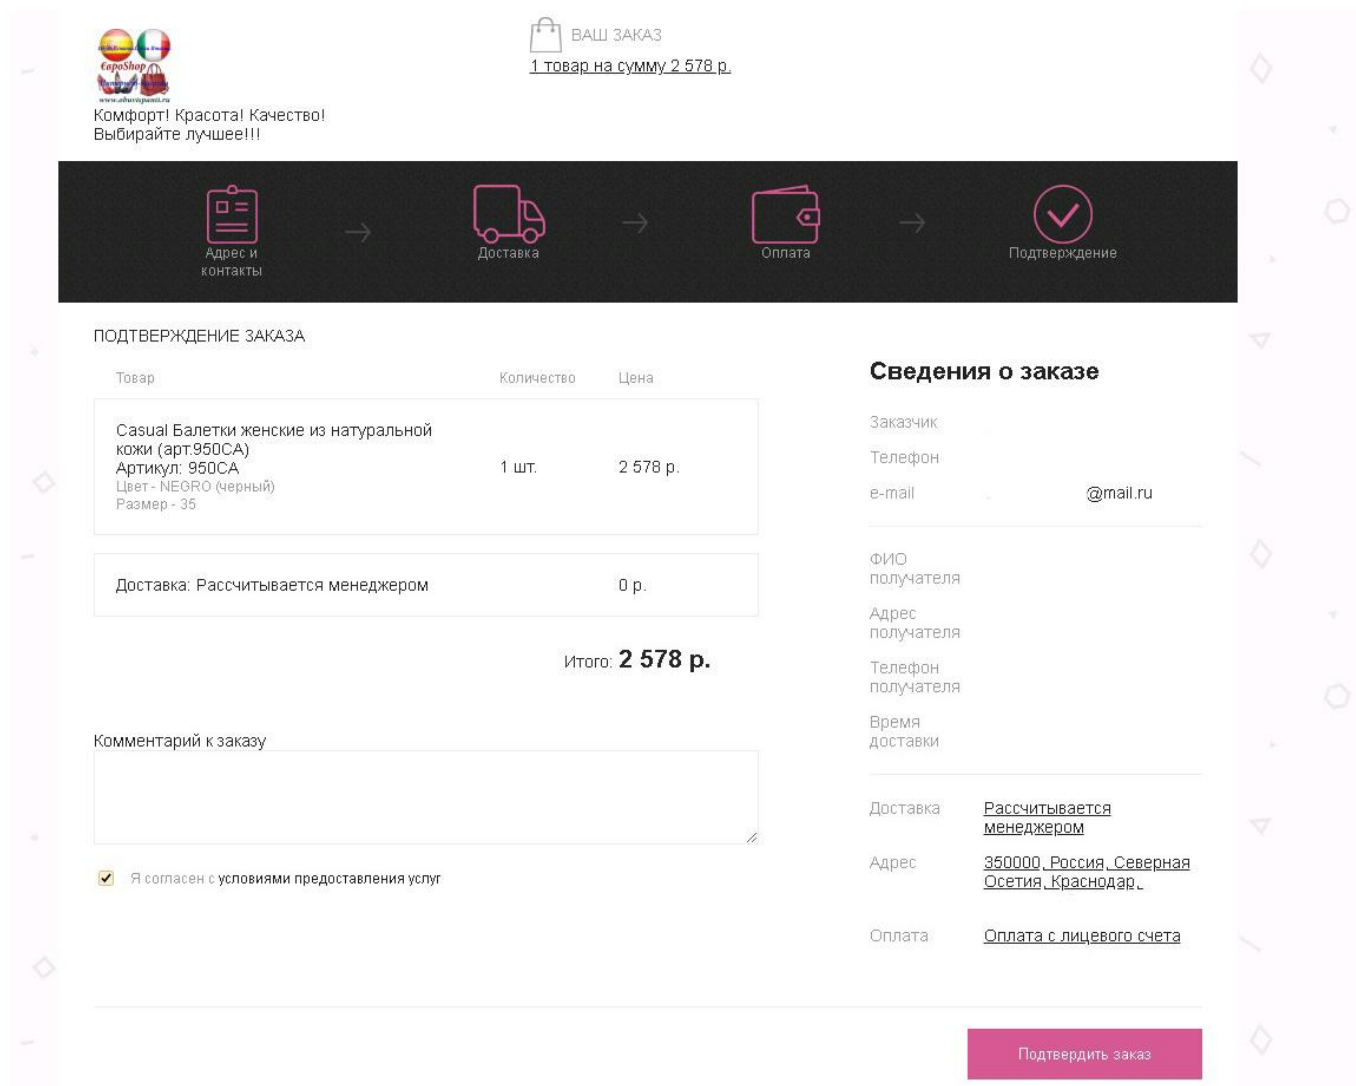 ЕвроShop
www.obuvispanii.ru
Комфорт! Красота! Качество!
Выбирайте лучшее!!!
ВАШ ЗАКАЗ
1 товар на сумму 2 578 р.
Адрес и
контакты
Доставка
Оплата
Подтверждение
ПОДТВЕРЖДЕНИЕ ЗАКАЗА
Товар Количество Цена
Casual Балетки женские из натуральной
кожи (арт.950CA)
Артикул: 950CA
Цвет - NEGRO (черный)
Размер - 35
1 шт. 2 578 р.
Доставка: Рассчитывается менеджером 0 р.
Итого: 2 578 р.
Комментарий к заказу
Я согласен с условиями предоставления услуг
Сведения о заказе
Заказчик
Телефон
e-mail @mail.ru
ФИО
получателя
Адрес
получателя
Телефон
получателя
Время
доставки
Доставка Рассчитывается
менеджером
Адрес 350000, Россия, Северная
Осетия, Краснодар,
Оплата Оплата с лицевого счета
Подтвердить заказ